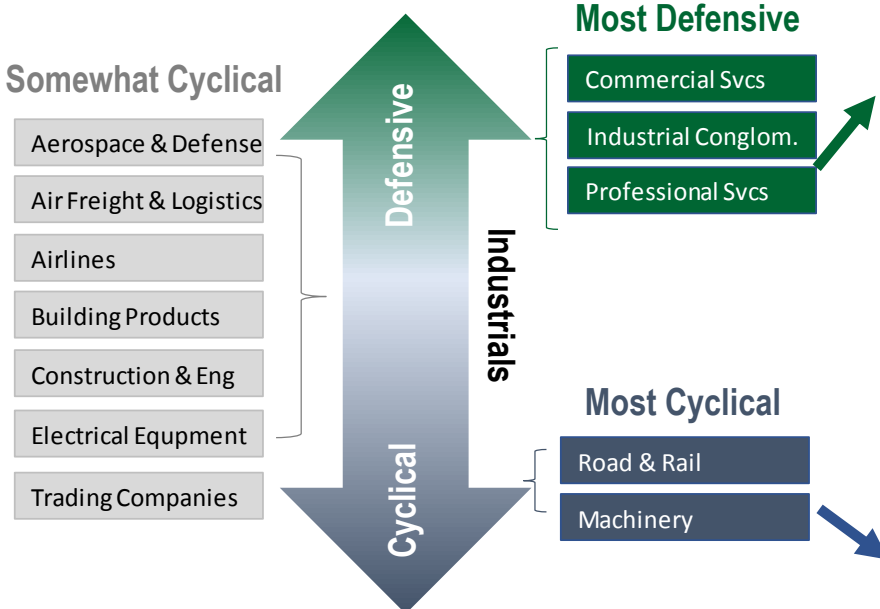 Somewhat Cyclical
Aerospace & Defense
Air Freight & Logistics
Airlines
Building Products
Construction & Eng
Electrical Equpment
Trading Companies
Defensive
Cyclical
Industrials
Most Defensive
Commercial Svcs
Industrial Conglom.
Professional Svcs
Most Cyclical
Road & Rail
Machinery